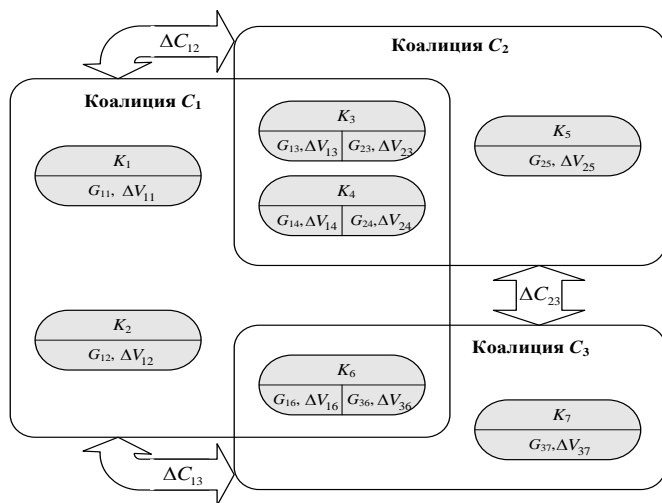 ΔC₁₂
Коалиция C₂
Коалиция C₁
K₃
G₁₃, ΔV₁₃ G₂₃, ΔV₂₃
K₅
G₂₅, ΔV₂₅
K₁
G₁₁, ΔV₁₁
K₄
G₁₄, ΔV₁₄ G₂₄, ΔV₂₄
ΔC₂₃
K₂
G₁₂, ΔV₁₂
Коалиция C₃
K₆
G₁₆, ΔV₁₆ G₃₆, ΔV₃₆
K₇
G₃₇, ΔV₃₇
ΔC₁₃